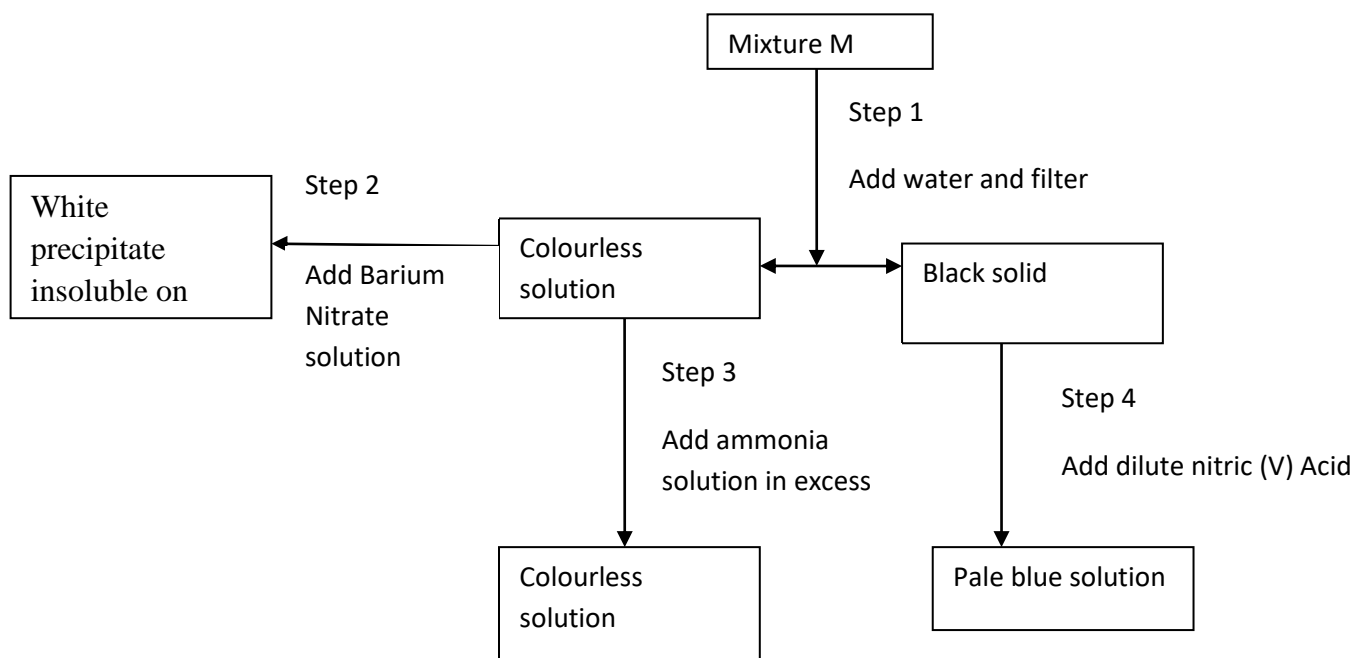 Mixture M
Step 1
Add water and filter
Step 2
White
precipitate
insoluble on
Add Barium
Nitrate
solution
Colourless
solution
Black solid
Step 3
Add ammonia
solution in excess
Step 4
Add dilute nitric (V) Acid
Colourless
solution
Pale blue solution